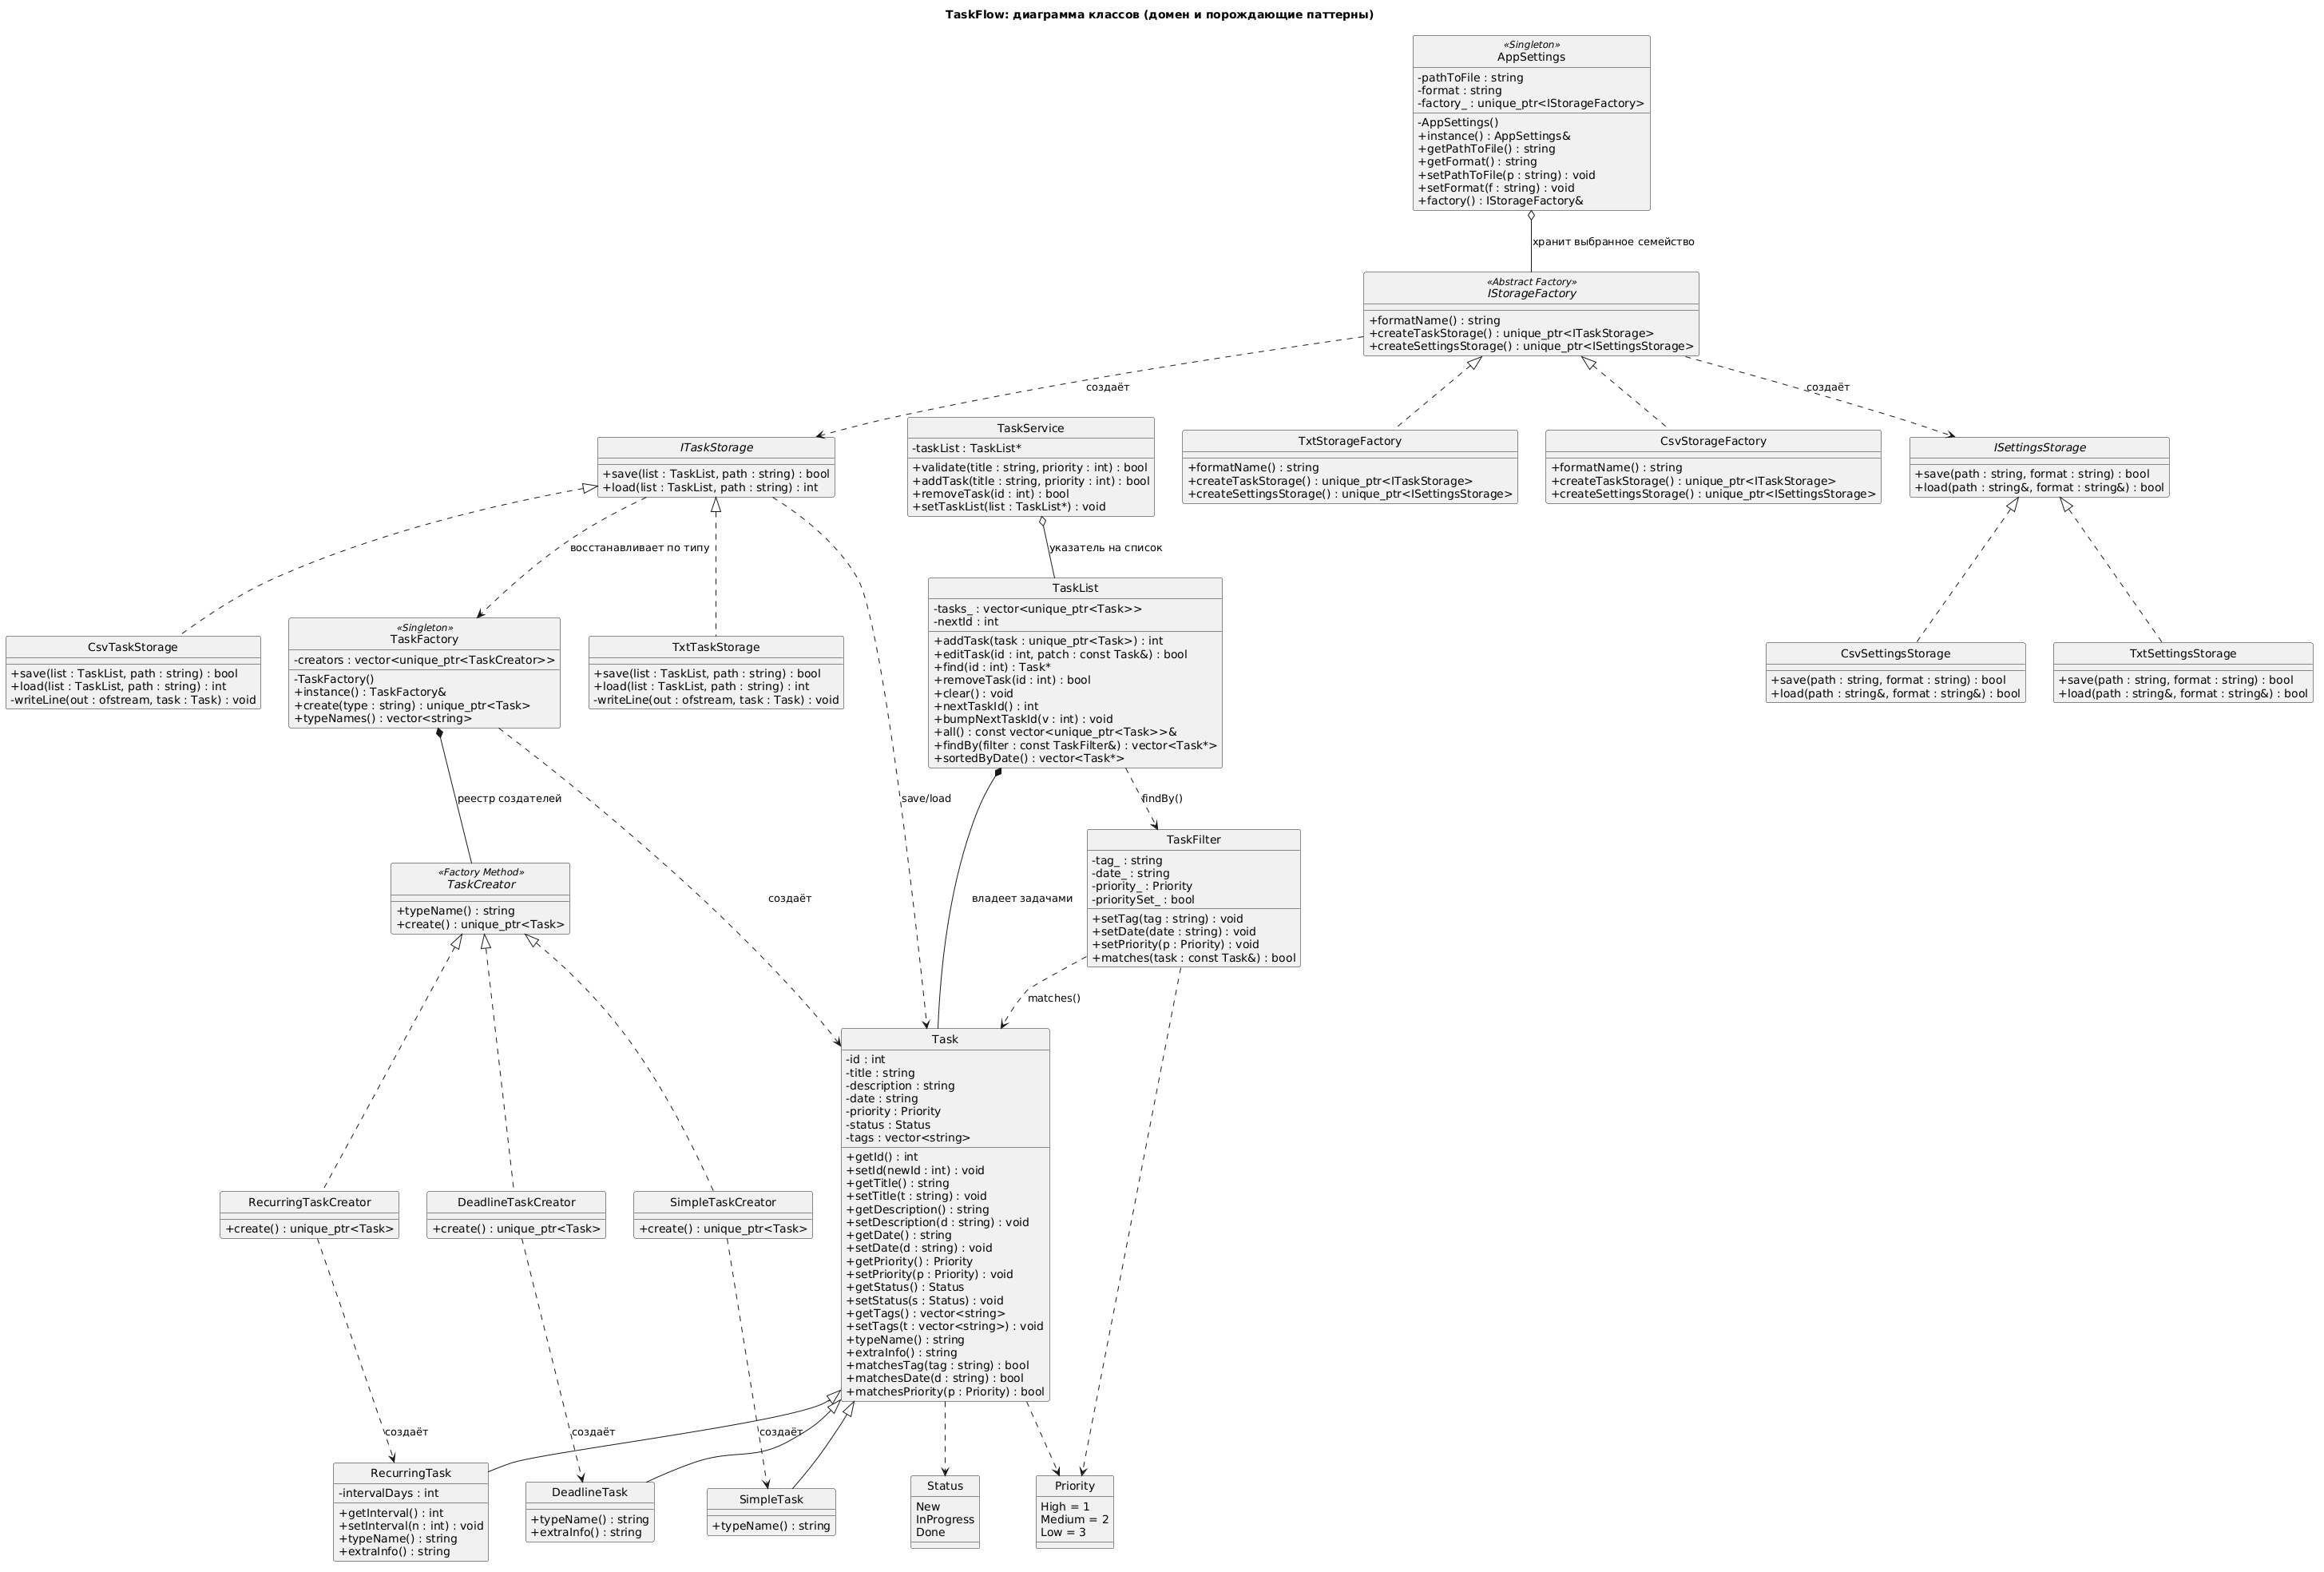 TaskFlow: диаграмма классов (домен и порождающие паттерны)
«Singleton»
AppSettings
-pathToFile : string
-format : string
-factory_ : unique_ptr<IStorageFactory>
-AppSettings()
+instance() : AppSettings&
+getPathToFile() : string
+getFormat() : string
+setPathToFile(p : string) : void
+setFormat(f : string) : void
+factory() : IStorageFactory&
хранит выбранное семейство
«Abstract Factory»
IStorageFactory
+formatName() : string
+createTaskStorage() : unique_ptr<ITaskStorage>
+createSettingsStorage() : unique_ptr<ISettingsStorage>
создаёт
создаёт
ITaskStorage
+save(list : TaskList, path : string) : bool
+load(list : TaskList, path : string) : int
TaskService
-taskList : TaskList*
+validate(title : string, priority : int) : bool
+addTask(title : string, priority : int) : bool
+removeTask(id : int) : bool
+setTaskList(list : TaskList*) : void
TxtStorageFactory
+formatName() : string
+createTaskStorage() : unique_ptr<ITaskStorage>
+createSettingsStorage() : unique_ptr<ISettingsStorage>
CsvStorageFactory
+formatName() : string
+createTaskStorage() : unique_ptr<ITaskStorage>
+createSettingsStorage() : unique_ptr<ISettingsStorage>
ISettingsStorage
+save(path : string, format : string) : bool
+load(path : string&, format : string&) : bool
восстанавливает по типу
указатель на список
CsvTaskStorage
+save(list : TaskList, path : string) : bool
+load(list : TaskList, path : string) : int
-writeLine(out : ofstream, task : Task) : void
«Singleton»
TaskFactory
-creators : vector<unique_ptr<TaskCreator>>
-TaskFactory()
+instance() : TaskFactory&
+create(type : string) : unique_ptr<Task>
+typeNames() : vector<string>
TxtTaskStorage
+save(list : TaskList, path : string) : bool
+load(list : TaskList, path : string) : int
-writeLine(out : ofstream, task : Task) : void
TaskList
-tasks_ : vector<unique_ptr<Task>>
-nextId : int
+addTask(task : unique_ptr<Task>) : int
+editTask(id : int, patch : const Task&) : bool
+find(id : int) : Task*
+removeTask(id : int) : bool
+clear() : void
+nextTaskId() : int
+bumpNextTaskId(v : int) : void
+all() : const vector<unique_ptr<Task>>&
+findBy(filter : const TaskFilter&) : vector<Task*>
+sortedByDate() : vector<Task*>
CsvSettingsStorage
+save(path : string, format : string) : bool
+load(path : string&, format : string&) : bool
TxtSettingsStorage
+save(path : string, format : string) : bool
+load(path : string&, format : string&) : bool
реестр создателей
save/load
findBy()
TaskFilter
-tag_ : string
-date_ : string
-priority_ : Priority
-prioritySet_ : bool
+setTag(tag : string) : void
+setDate(date : string) : void
+setPriority(p : Priority) : void
+matches(task : const Task&) : bool
«Factory Method»
TaskCreator
+typeName() : string
+create() : unique_ptr<Task>
создаёт
владеет задачами
matches()
Task
-id : int
-title : string
-description : string
-date : string
-priority : Priority
-status : Status
-tags : vector<string>
+getId() : int
+setId(newId : int) : void
+getTitle() : string
+setTitle(t : string) : void
+getDescription() : string
+setDescription(d : string) : void
+getDate() : string
+setDate(d : string) : void
+getPriority() : Priority
+setPriority(p : Priority) : void
+getStatus() : Status
+setStatus(s : Status) : void
+getTags() : vector<string>
+setTags(t : vector<string>) : void
+typeName() : string
+extraInfo() : string
+matchesTag(tag : string) : bool
+matchesDate(d : string) : bool
+matchesPriority(p : Priority) : bool
RecurringTaskCreator
+create() : unique_ptr<Task>
DeadlineTaskCreator
+create() : unique_ptr<Task>
SimpleTaskCreator
+create() : unique_ptr<Task>
создаёт
создаёт
создаёт
RecurringTask
-intervalDays : int
+getInterval() : int
+setInterval(n : int) : void
+typeName() : string
+extraInfo() : string
DeadlineTask
+typeName() : string
+extraInfo() : string
SimpleTask
+typeName() : string
Status
New
InProgress
Done
Priority
High = 1
Medium = 2
Low = 3